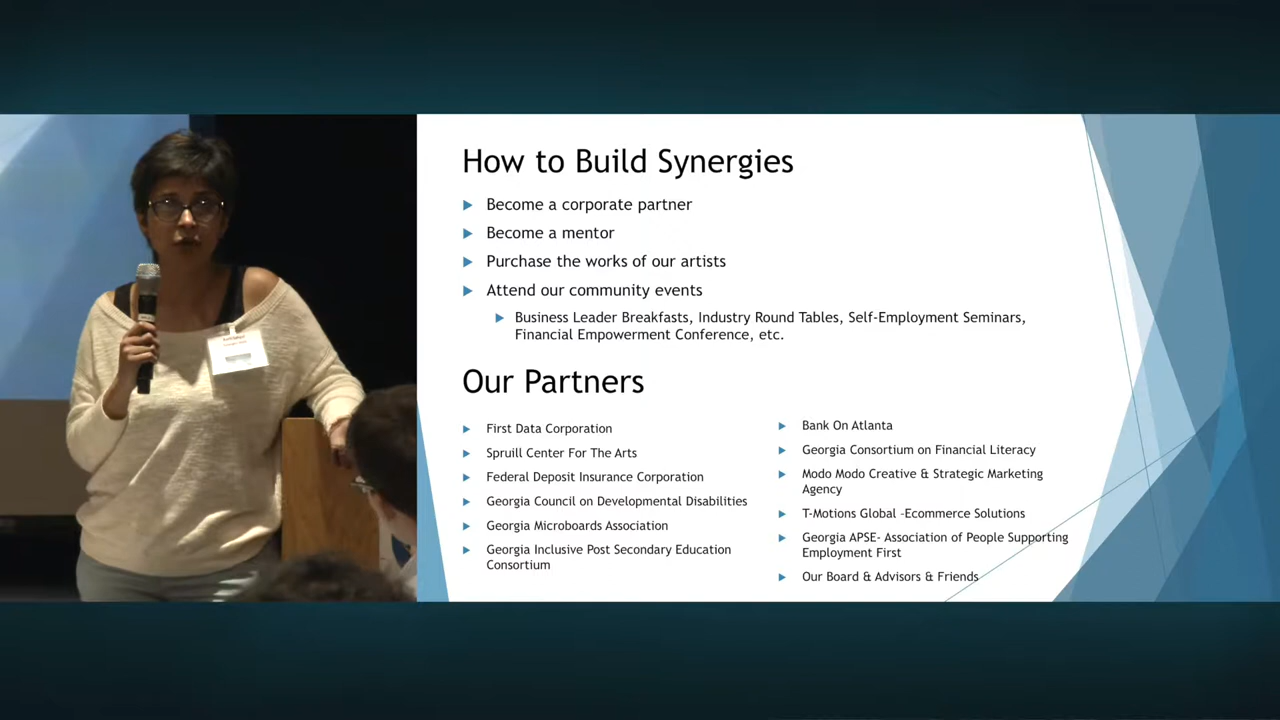 How to Build Synergies
Become a corporate partner
Become a mentor
Purchase the works of our artists
Attend our community events
Business Leader Breakfasts, Industry Round Tables, Self-Employment Seminars,
Financial Empowerment Conference, etc.
Our Partners
First Data Corporation
Spruill Center For The Arts
Federal Deposit Insurance Corporation
Georgia Council on Developmental Disabilities
Georgia Microboards Association
Georgia Inclusive Post Secondary Education
Consortium
Bank On Atlanta
Georgia Consortium on Financial Literacy
Modo Modo Creative & Strategic Marketing
Agency
T-Motions Global -Ecommerce Solutions
Georgia APSE- Association of People Supporting
Employment First
Our Board & Advisors & Friends